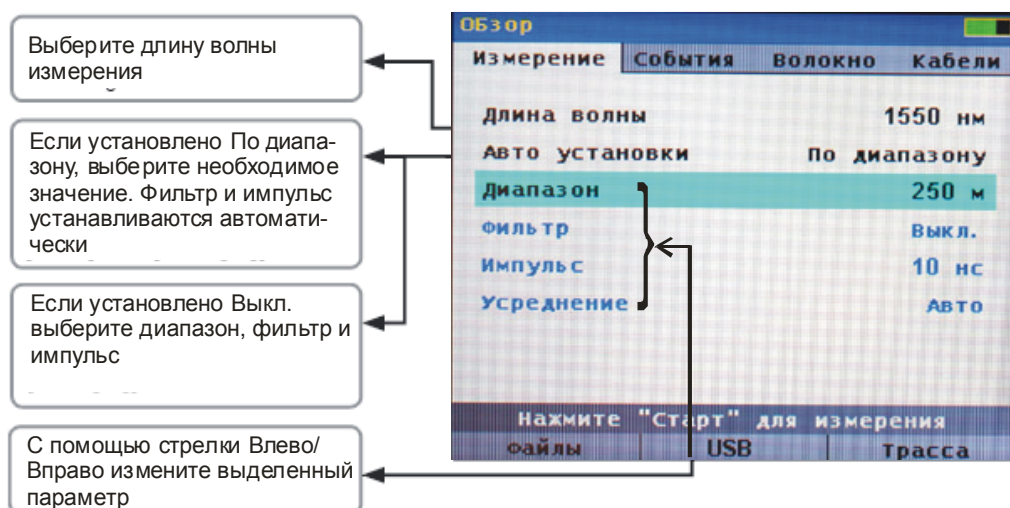 Выберите длину волны
измерения
Если установлено По диапа-
зону, выберите необходимое
значение. Фильтр и импульс
устанавливаются автомати-
чески
Если установлено Выкл.
выберите диапазон, фильтр и
импульс
С помощью стрелки Влево/
Вправо измените выделенный
параметр
Обзор
Измерение События Волокно Кабели
Длина волны 1550 нм
Авто установки По диапазону
Диапазон 250 м
Фильтр Выкл.
Импульс 10 нс
Усреднение Авто
Нажмите "Старт" для измерения
Файлы USB Трасса